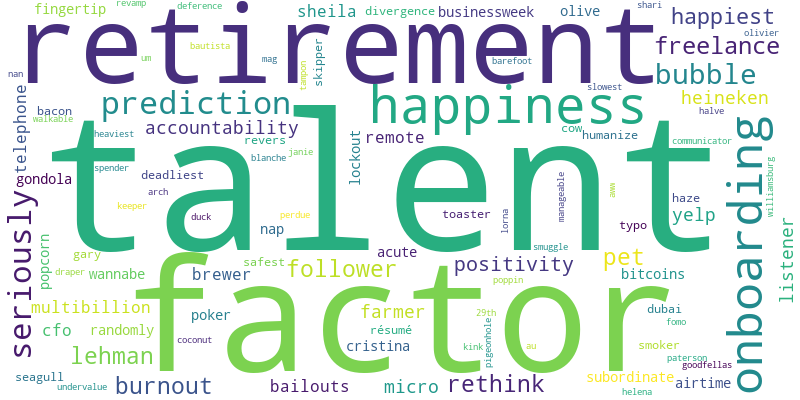 fingertip
revamp
deference
sheila
divergence
businessweek
olive
shari
happiest
olivier
retirement
um
bautista
mag
skipper
barefoot
freelance
nan
tampon
bubble
slowest
telephone
bacon
walkable
prediction
happiness
heineken
halve
heaviest
accountability
revers
remote
cow
humanize
communicator
lockout
janie
blanche
spender
talent
deadliest
gondola
arch
keeper
duck
perdue
nap
toaster
lorna
manageable
awa
haze
yelp
typo
onboarding
williamsburg
listener
seriously
popcorn
gary
draper
wannabe
safest
brewer
acute
follower
smuggle
positivity
pet
bitcoins
poppin
factor
multibillion
poker
farmer
29th
dubai
fomo
cfo
randomly
résumé
coconut
cristina
kink
pigeonhole
au
smoker
paterson
goodfellas
lehman
seagull
undervalue
burnout
bailouts
micro
rethink
subordinate
airtime
helena